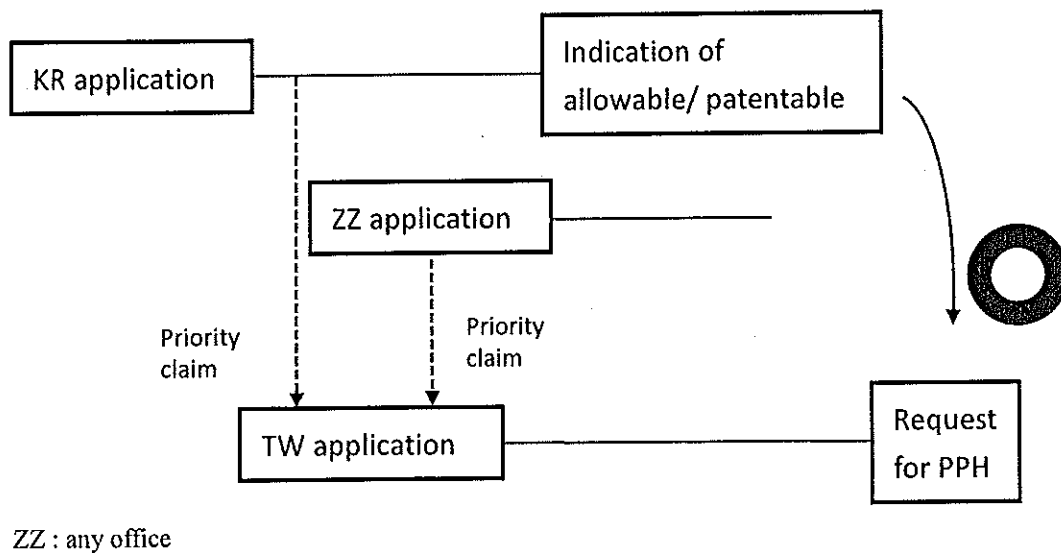 KR application
Indication of
allowable/ patentable
ZZ application
Priority
claim
Priority
claim
TW application
Request
for PPH
ZZ : any office